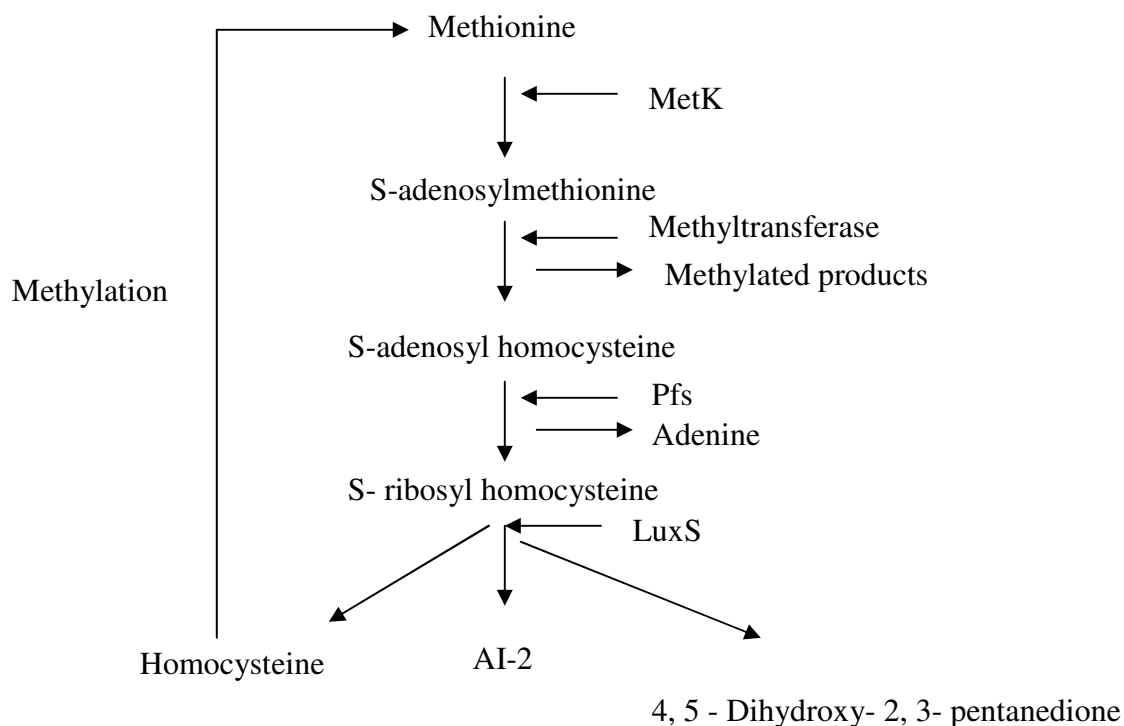 Methionine
MetK
S-adenosylmethionine
Methyltransferase
Methylated products
Methylation
S-adenosyl homocysteine
Pfs
Adenine
S- ribosyl homocysteine
LuxS
Homocysteine
AI-2
4, 5 - Dihydroxy- 2, 3- pentanedione